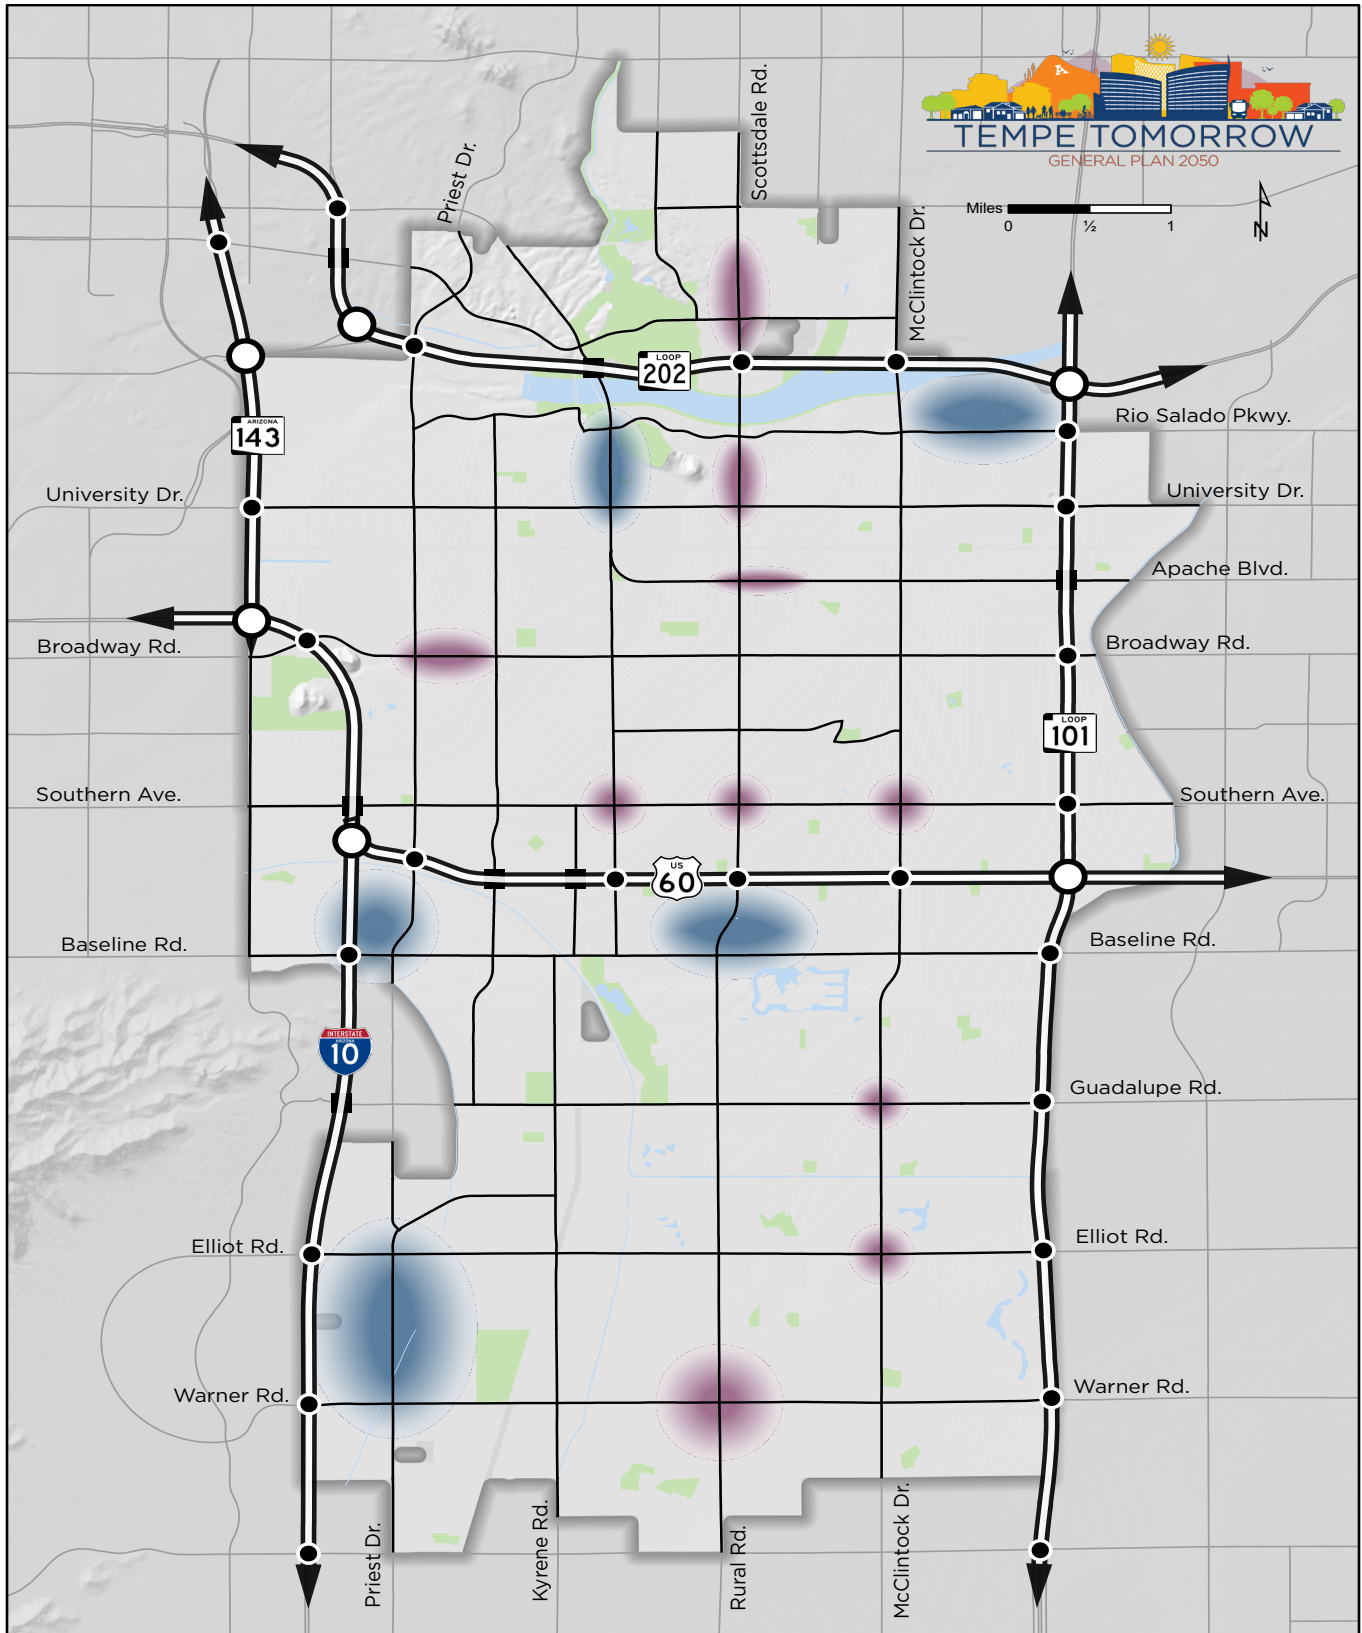 A
TEMPE TOMORROW
GENERAL PLAN 2050
Scottsdale Rd.
Priest Dr.
McClintock Dr.
Miles
0 ½ 1
N
LOOP
202
ARIZONA
143
Rio Salado Pkwy.
University Dr.
University Dr.
Apache Blvd.
Broadway Rd.
Broadway Rd.
LOOP
101
Southern Ave.
Southern Ave.
US
60
Baseline Rd.
Baseline Rd.
INTERSTATE
ARIZONA
10
Guadalupe Rd.
Elliot Rd.
Elliot Rd.
Warner Rd.
Warner Rd.
Priest Dr.
Kyrene Rd.
Rural Rd.
McClintock Dr.